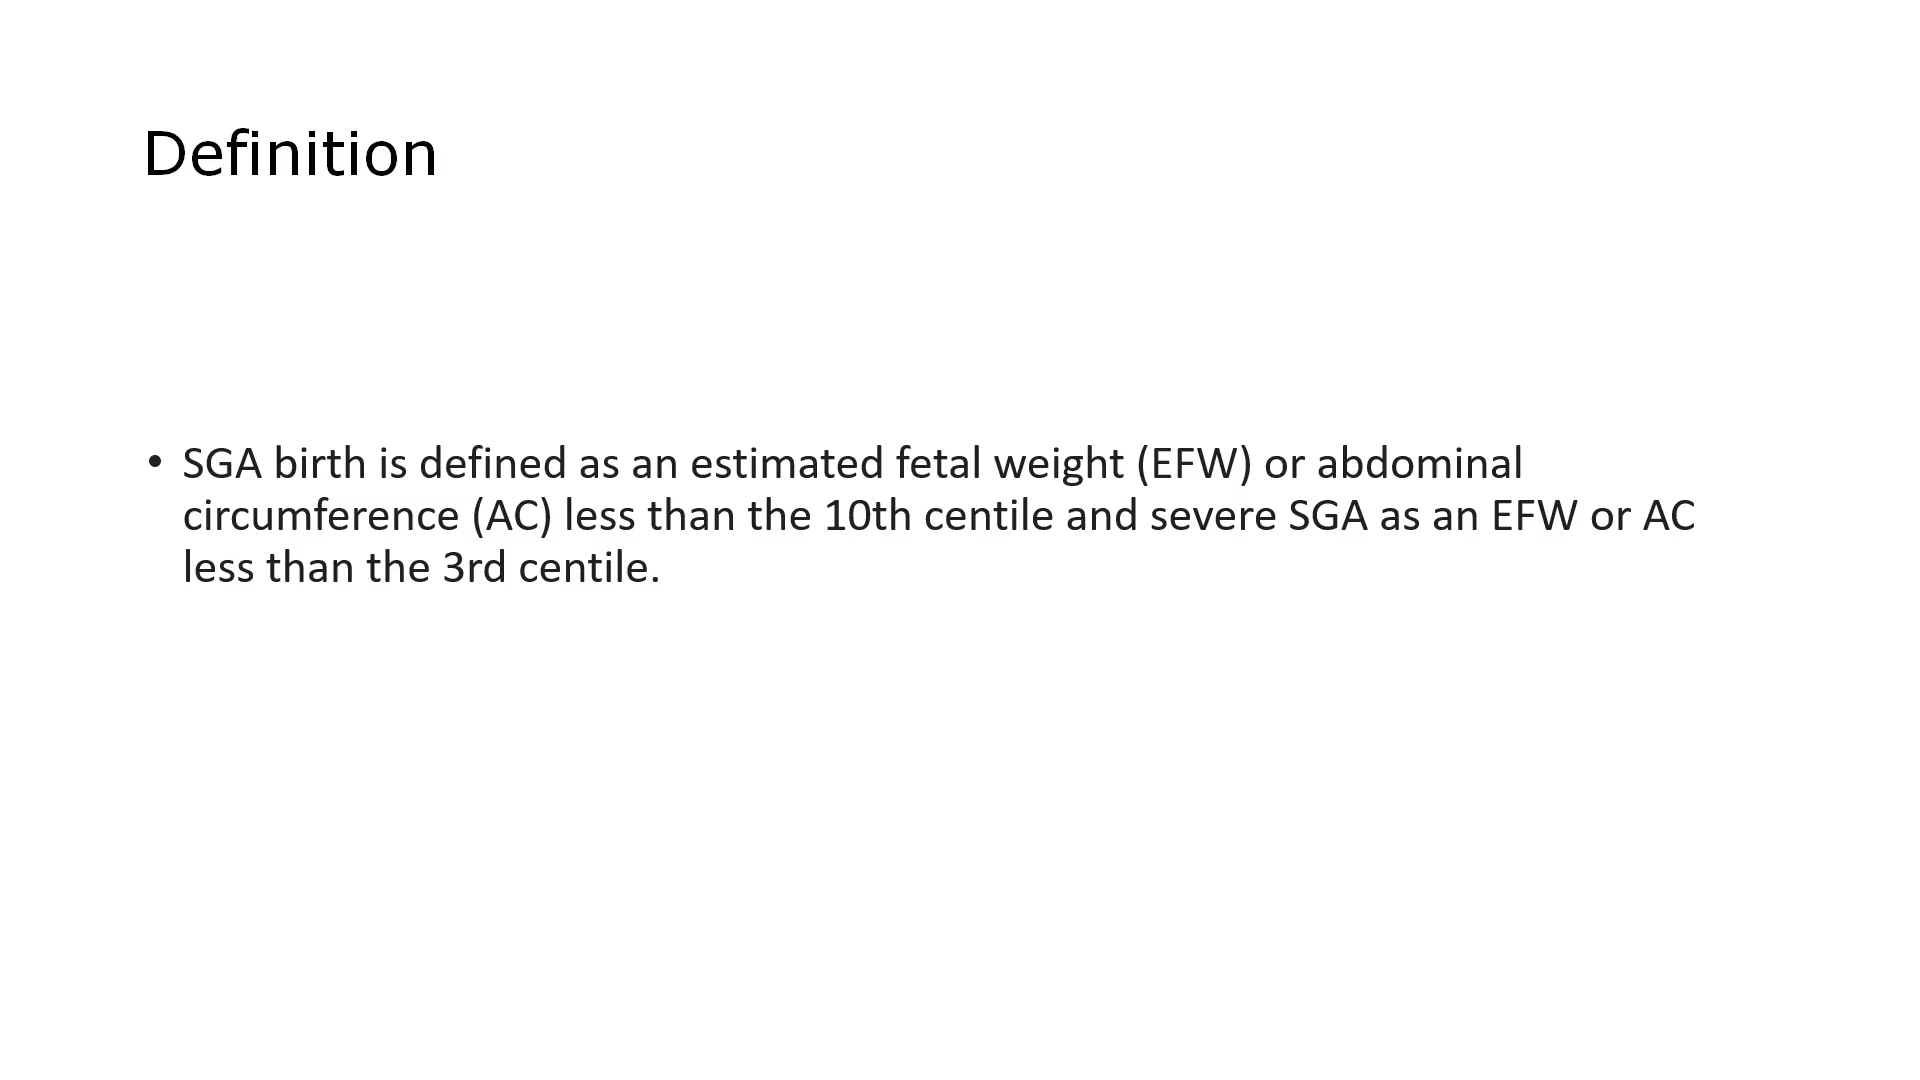 Definition
• SGA birth is defined as an estimated fetal weight (EFW) or abdominal
circumference (AC) less than the 10th centile and severe SGA as an EFW or AC
less than the 3rd centile.